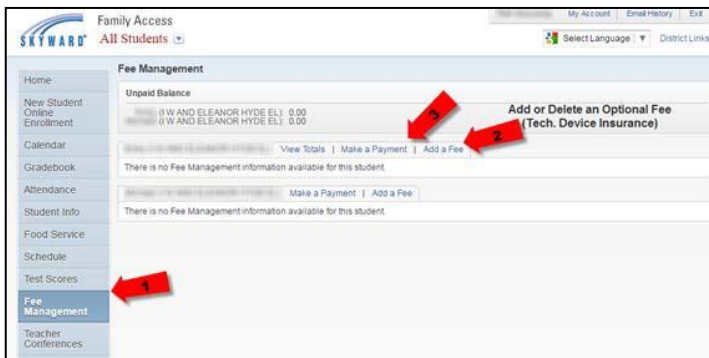 My Account Email History Exit
Family Access
SKYWARD
All Students
Select Language ▼ District Links
Fee Management
Home
Unpaid Balance
New Student
Online
Enrollment
(I W AND ELEANOR HYDE EL): 0.00
(I W AND ELEANOR HYDE EL): 0.00
Add or Delete an Optional Fee
(Tech. Device Insurance)
3
2
Calendar
View Totals | Make a Payment | Add a Fee
Gradebook
There is no Fee Management information available for this student.
Attendance
Make a Payment | Add a Fee
Student Info
There is no Fee Management information available for this student.
Food Service
Schedule
Test Scores
1
Fee
Management
Teacher
Conferences